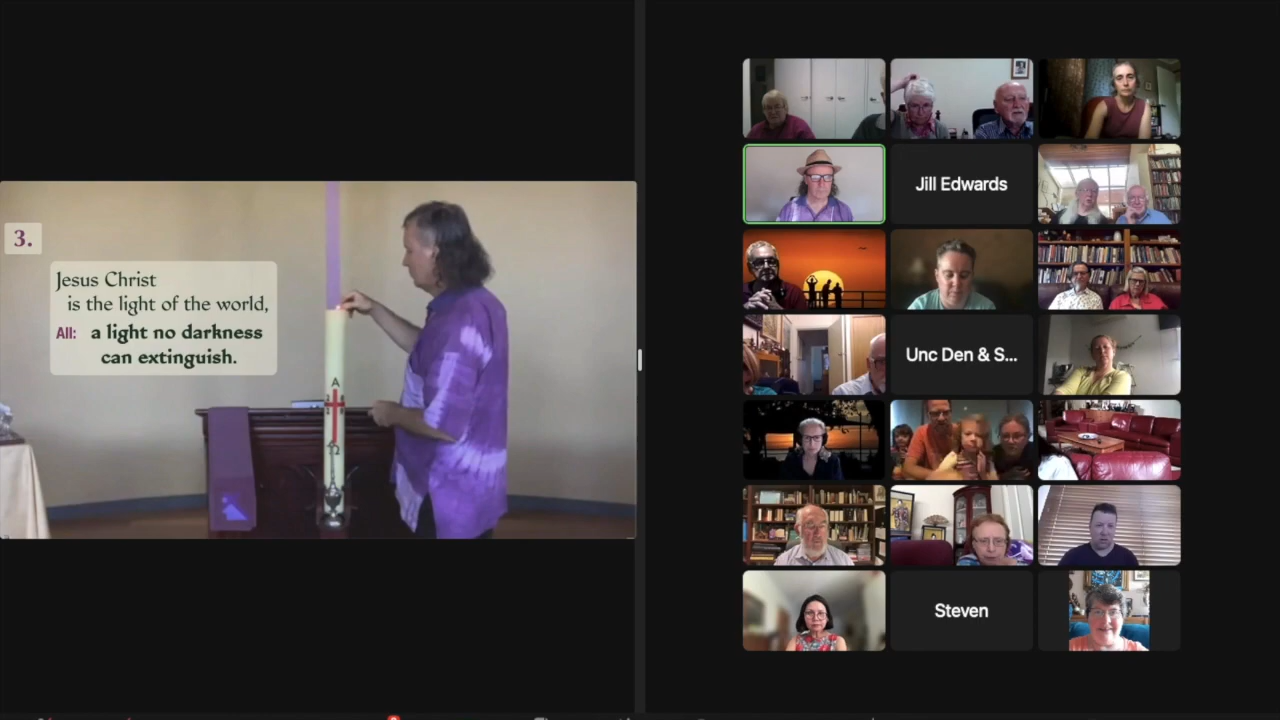 3.
Jesus Christ
is the light of the world,
All: a light no darkness
can extinguish.
A
Ω
Jill Edwards
Unc Den & S...
Steven